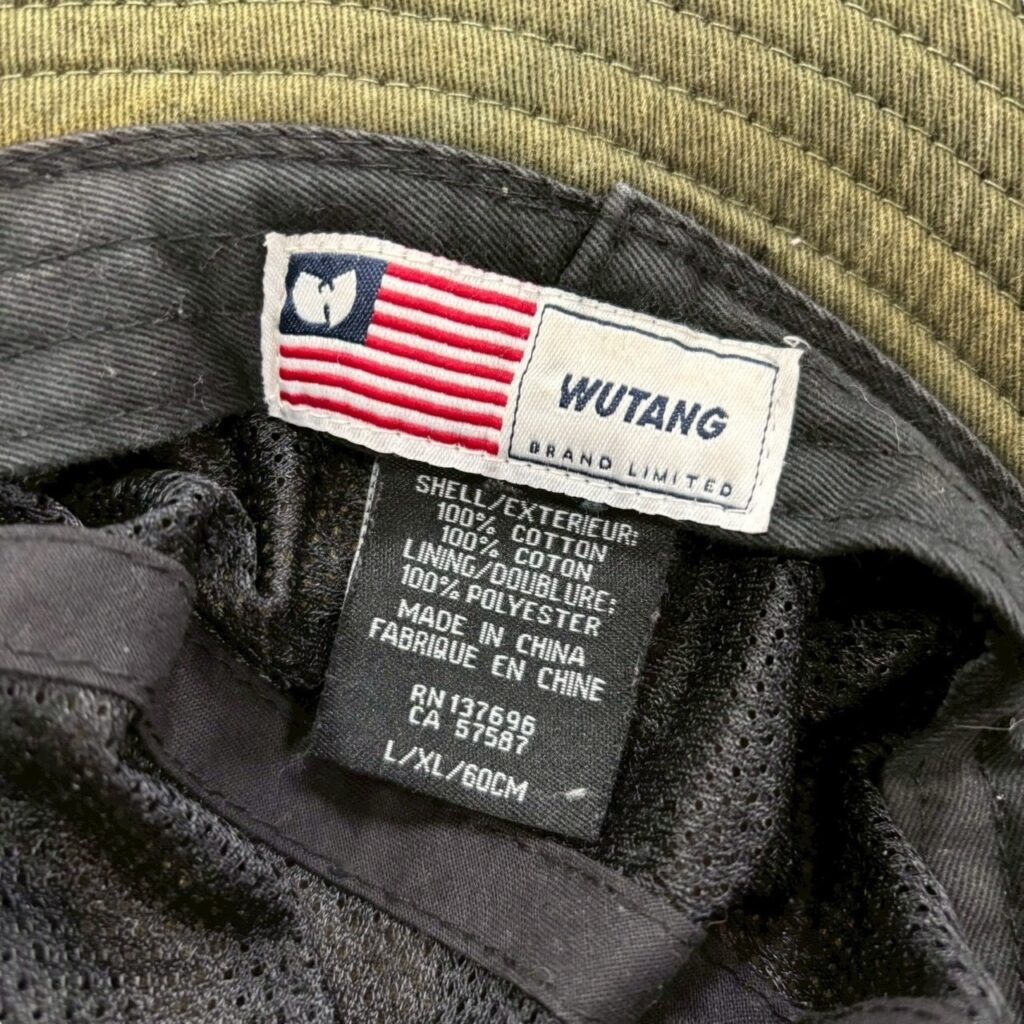 WUTANG
BRAND LIMITED
SHELL/EXTERIEUR:
100% COTTON
100% COTON
LINING/DOUBLURE:
100% POLYESTER
MADE IN CHINA
FABRIQUE EN CHINE
RN 137696
CA 57587
L/XL/60CM